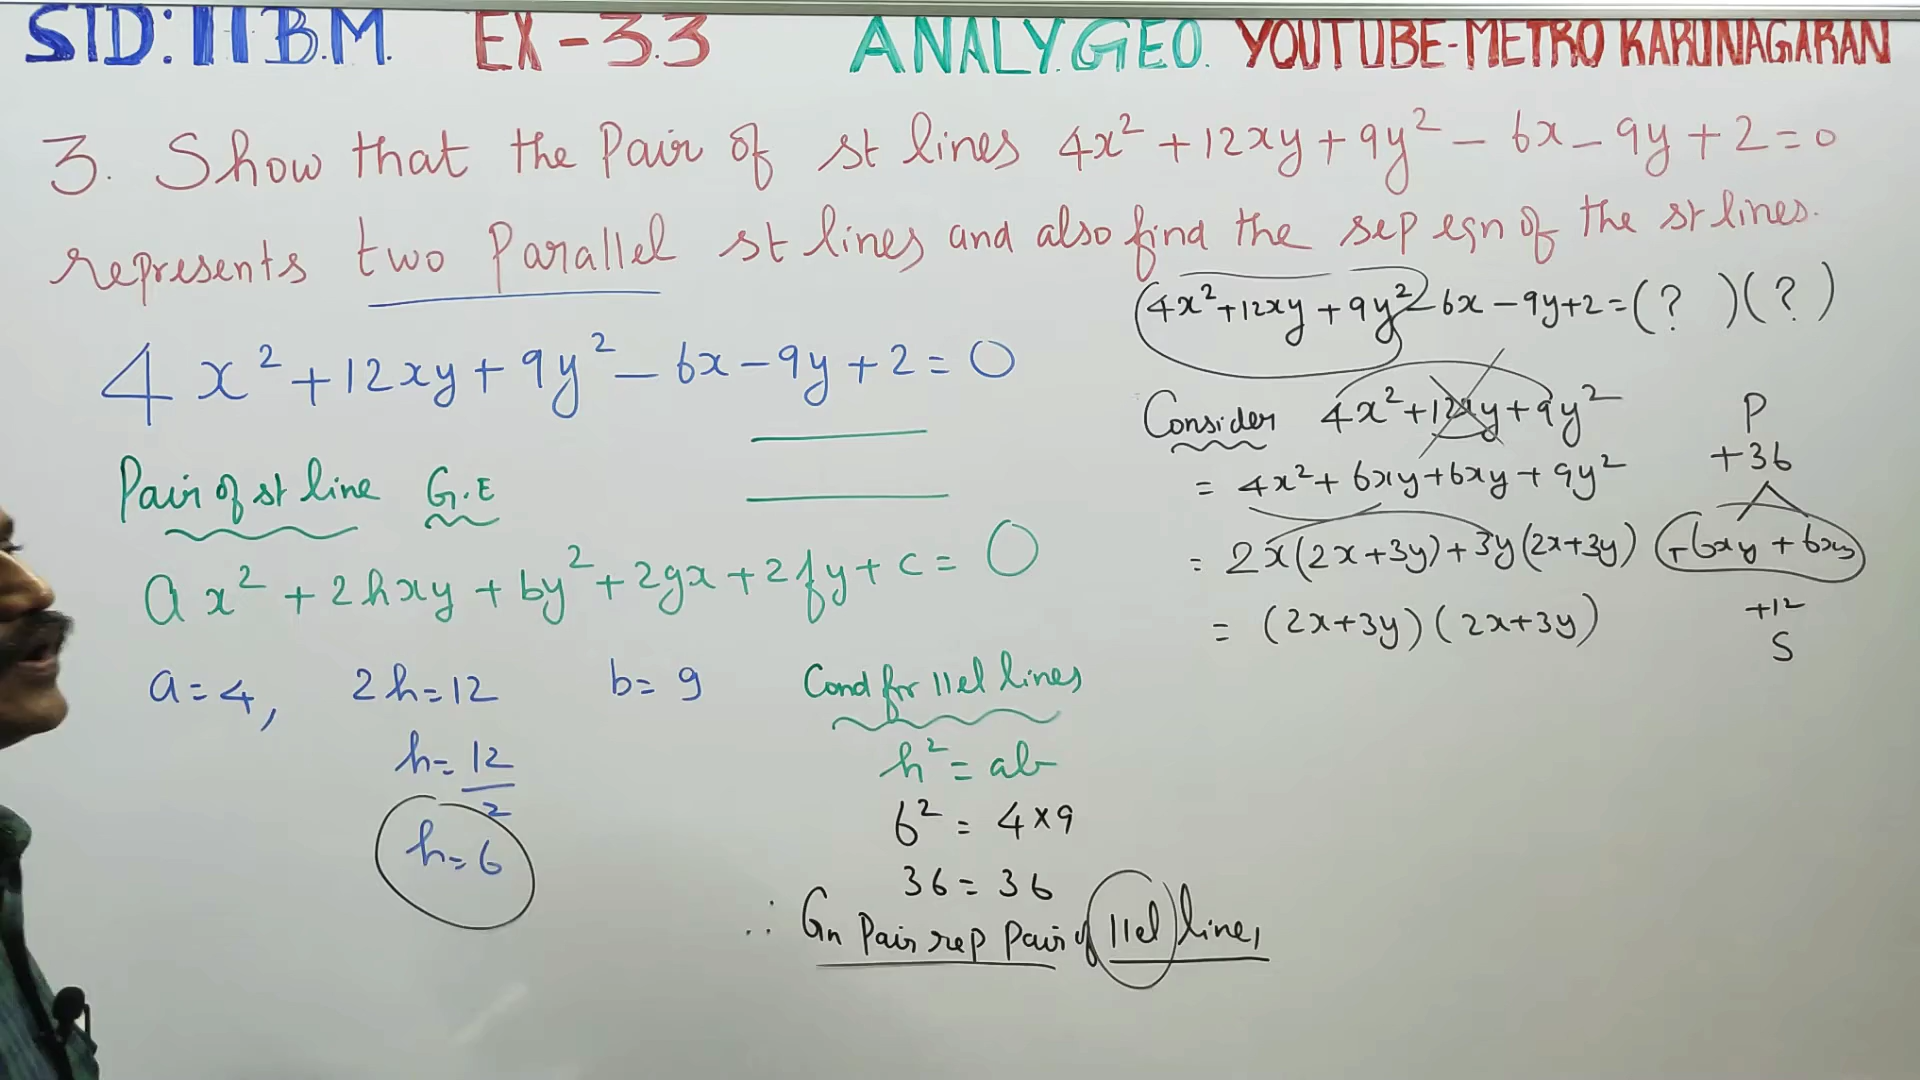 STD: 11 B.M. EX-3.3 ANALY.GEO. YOUTUBE-METRO KARUNAGARAN
3. Show that the Pair of st lines 4x² + 12xy + 9y² - 6x - 9y + 2 = 0
represents two Parallel st lines and also find the sep eqn of the st lines.
4x² + 12xy + 9y² - 6x - 9y + 2 = 0
Pair of st line G.E
ax² + 2hxy + by² + 2gx + 2fy + c = 0
a = 4, 2h = 12 b = 9
h = 12/2
h = 6
Cond for llel lines
h² = ab
6² = 4 × 9
36 = 36
∴ Gn Pair rep Pair of llel lines
(4x² + 12xy + 9y²) - 6x - 9y + 2 = (? )(? )
Consider 4x² + 12xy + 9y²
= 4x² + 6xy + 6xy + 9y²
= 2x(2x+3y) + 3y(2x+3y)
= (2x+3y)(2x+3y)
P
+36
+6xy +6xy
+12
S